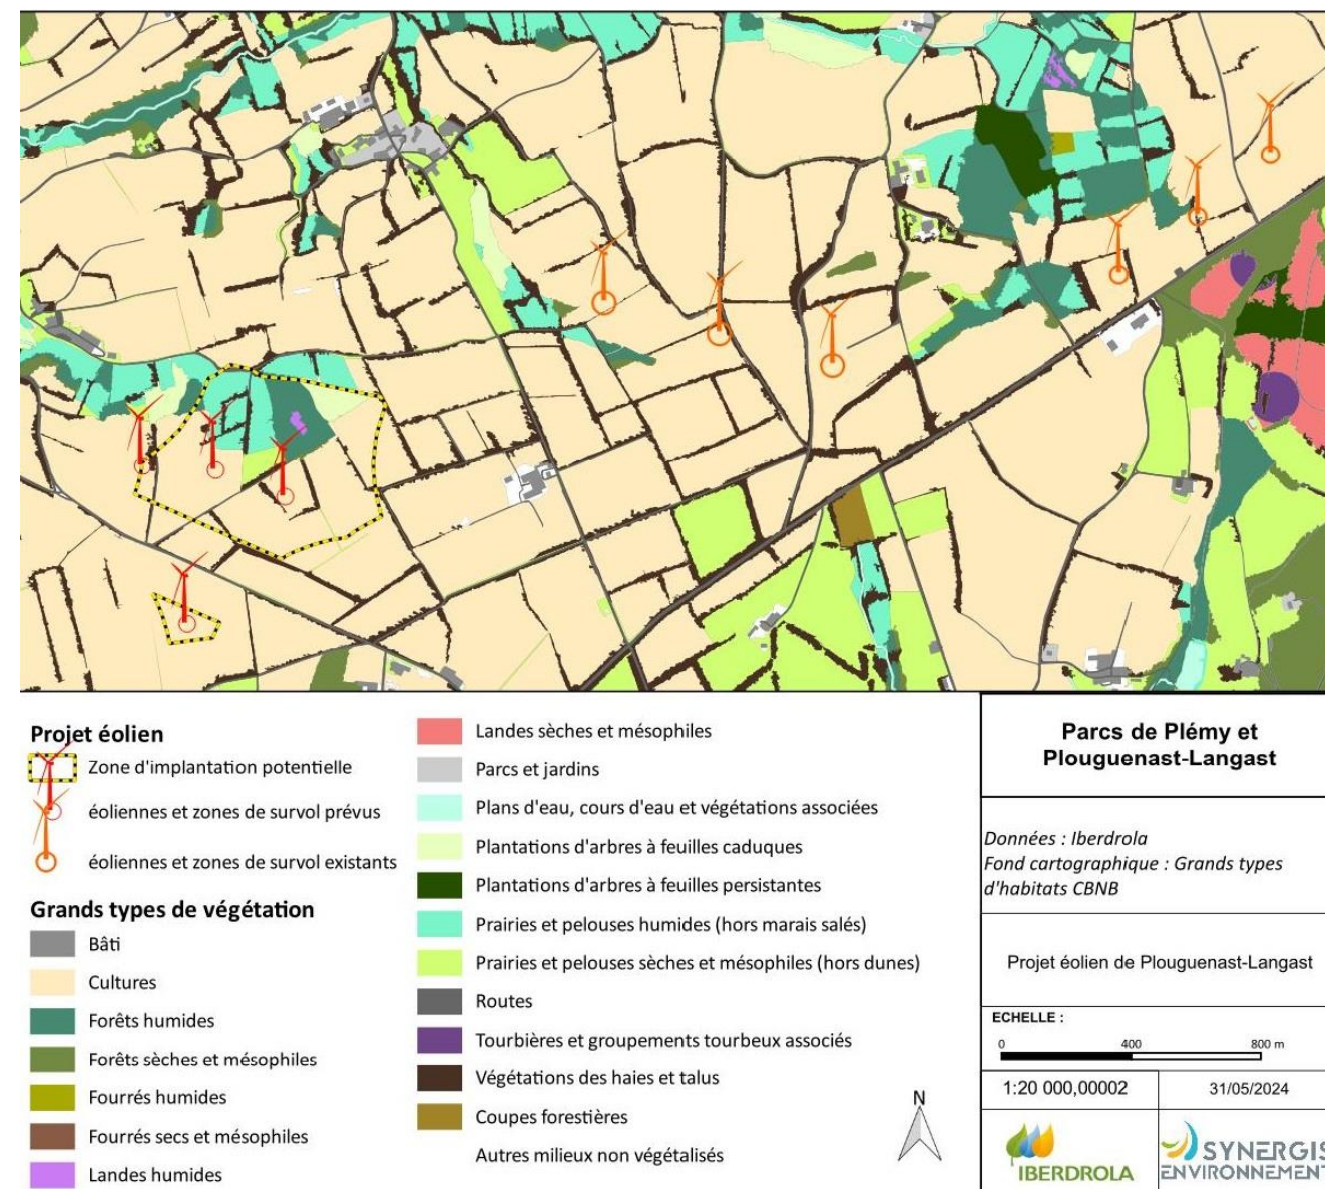 Projet éolien
Zone d'implantation potentielle
éoliennes et zones de survol prévus
éoliennes et zones de survol existants
Grands types de végétation
Bâti
Cultures
Forêts humides
Forêts sèches et mésophiles
Fourrés humides
Fourrés secs et mésophiles
Landes humides
Landes sèches et mésophiles
Parcs et jardins
Plans d'eau, cours d'eau et végétations associées
Plantations d'arbres à feuilles caduques
Plantations d'arbres à feuilles persistantes
Prairies et pelouses humides (hors marais salés)
Prairies et pelouses sèches et mésophiles (hors dunes)
Routes
Tourbières et groupements tourbeux associés
Végétations des haies et talus
Coupes forestières
Autres milieux non végétalisés
N
Parcs de Plémy et
Plouguenast-Langast
Données : Iberdrola
Fond cartographique : Grands types
d'habitats CBNB
Projet éolien de Plouguenast-Langast
ECHELLE :
0 400 800 m
1:20 000,00002
31/05/2024
IBERDROLA
SYNERGIS
ENVIRONNEMENT